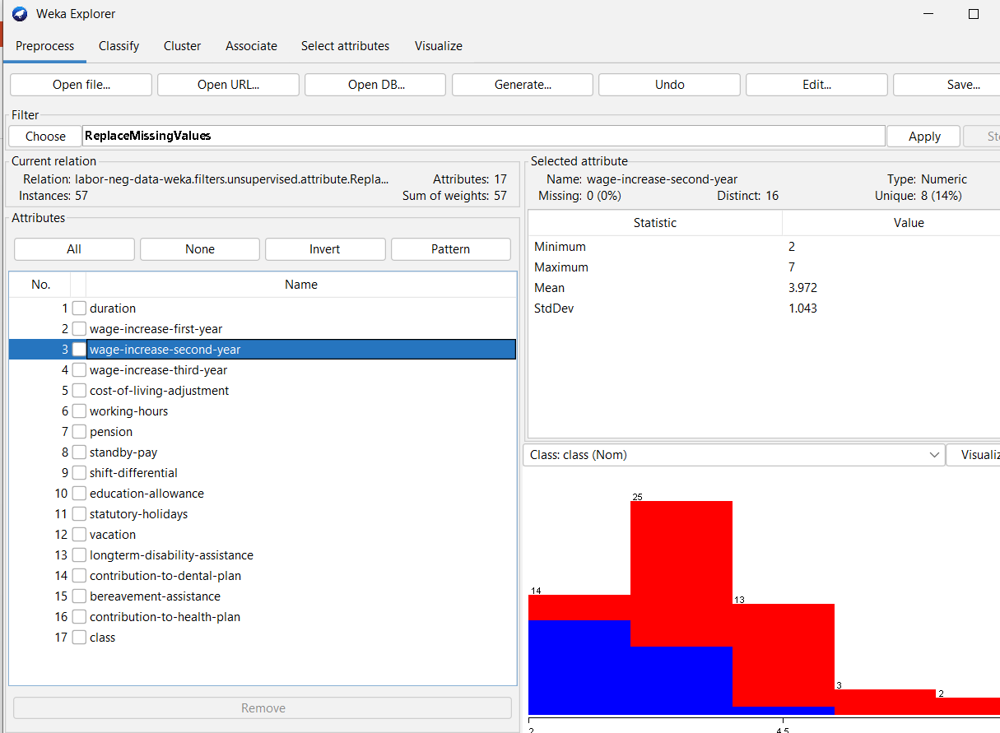 Weka Explorer
Preprocess Classify Cluster Associate Select attributes Visualize
Open file... Open URL... Open DB... Generate... Undo Edit... Save...
Filter
Choose ReplaceMissingValues Apply
Current relation
Relation: labor-neg-data-weka.filters.unsupervised.attribute.Repla... Attributes: 17
Instances: 57 Sum of weights: 57
Attributes
All None Invert Pattern
No. Name
1 duration
2 wage-increase-first-year
3 wage-increase-second-year
4 wage-increase-third-year
5 cost-of-living-adjustment
6 working-hours
7 pension
8 standby-pay
9 shift-differential
10 education-allowance
11 statutory-holidays
12 vacation
13 longterm-disability-assistance
14 contribution-to-dental-plan
15 bereavement-assistance
16 contribution-to-health-plan
17 class
Remove
Selected attribute
Name: wage-increase-second-year Type: Numeric
Missing: 0 (0%) Distinct: 16 Unique: 8 (14%)
Statistic Value
Minimum 2
Maximum 7
Mean 3.972
StdDev 1.043
Class: class (Nom)
25
14
13
3
2
2 4.5